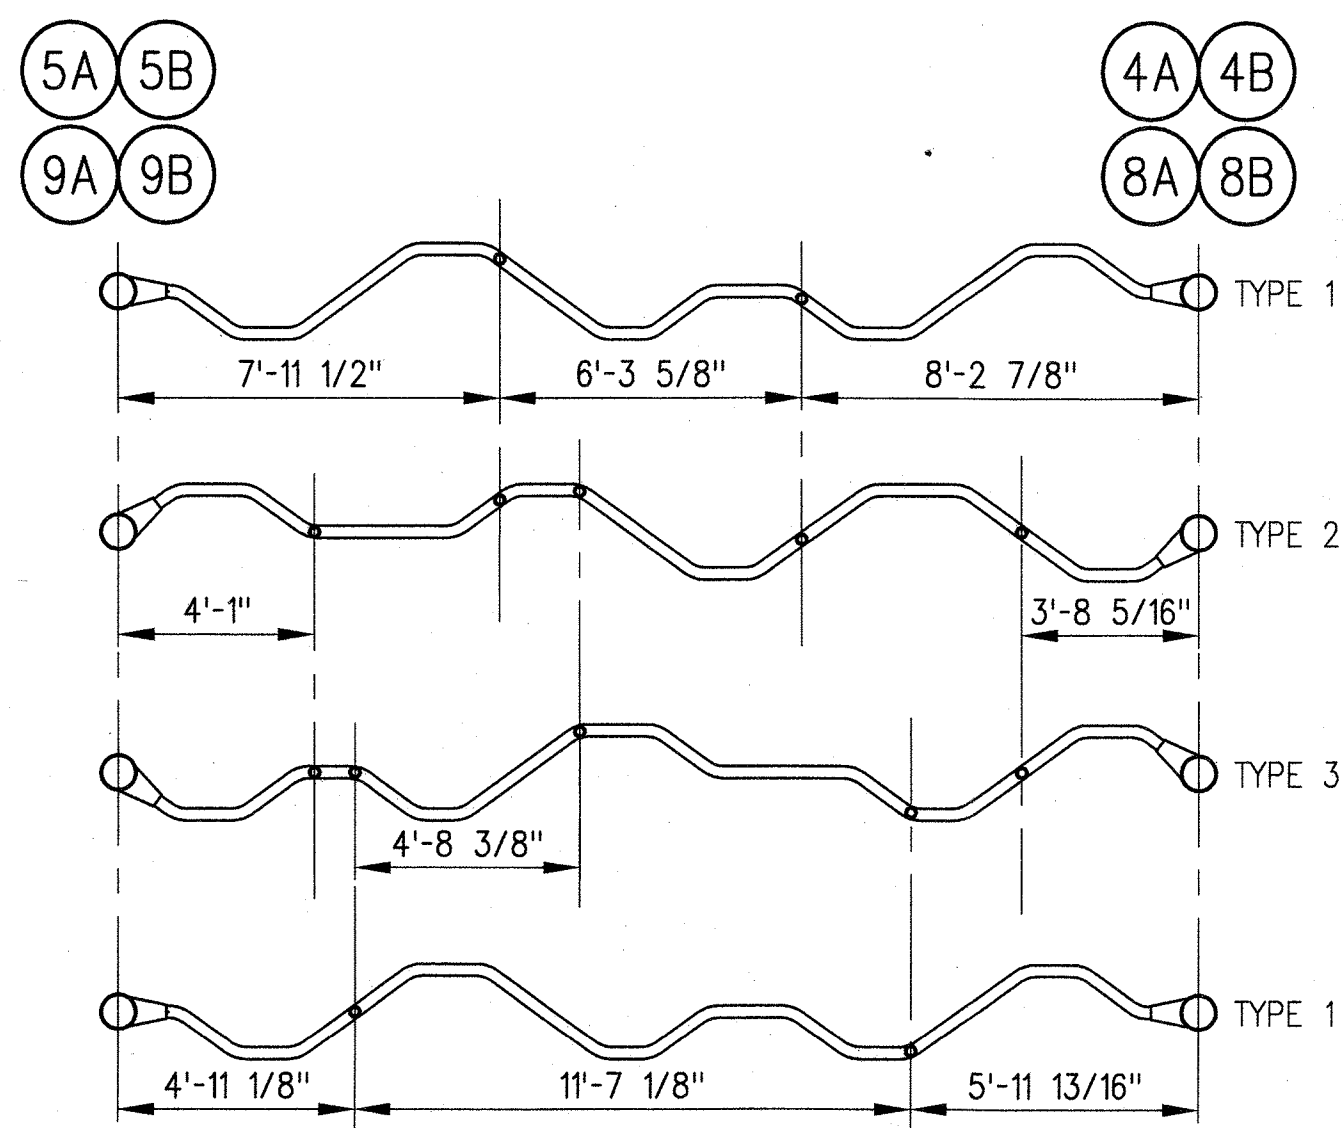 5A 5B 4A 4B
9A 9B 8A 8B
TYPE 1
7'-11 1/2" 6'-3 5/8" 8'-2 7/8"
TYPE 2
4'-1" 3'-8 5/16"
TYPE 3
4'-8 3/8"
TYPE 1
4'-11 1/8" 11'-7 1/8" 5'-11 13/16"